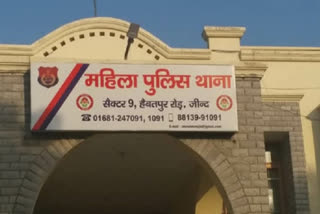 महिला पुलिस थाना
सैक्टर 9, हैबतपुर रोड़, जीन्द
01681-247091, 1091 88139-91091